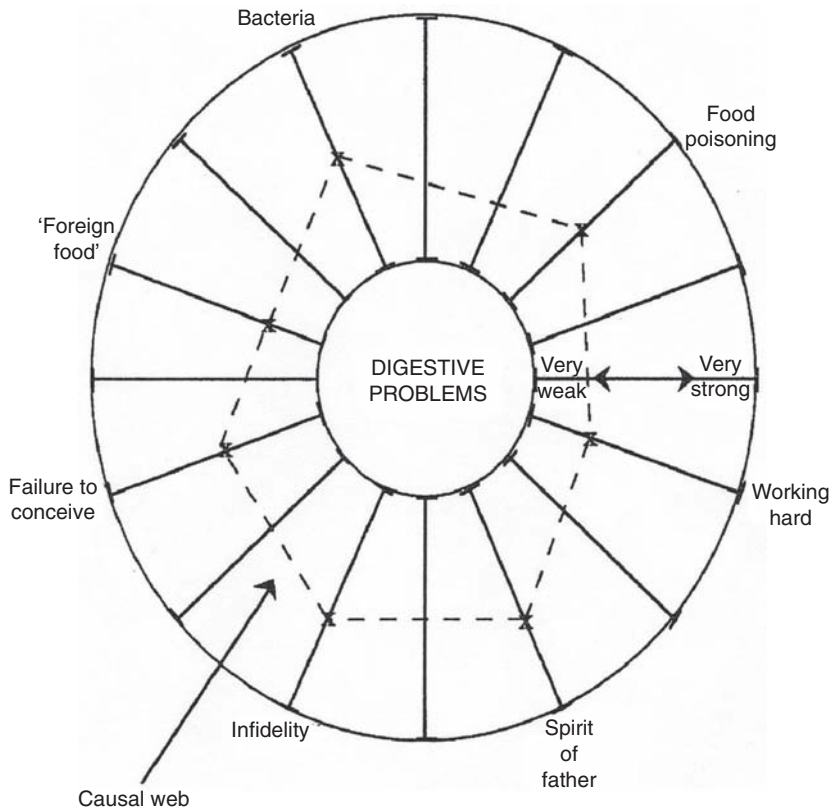 Bacteria
Food
poisoning
‘Foreign
food’
DIGESTIVE
PROBLEMS
Very
weak
Very
strong
Failure to
conceive
Working
hard
Infidelity
Spirit
of
father
Causal web